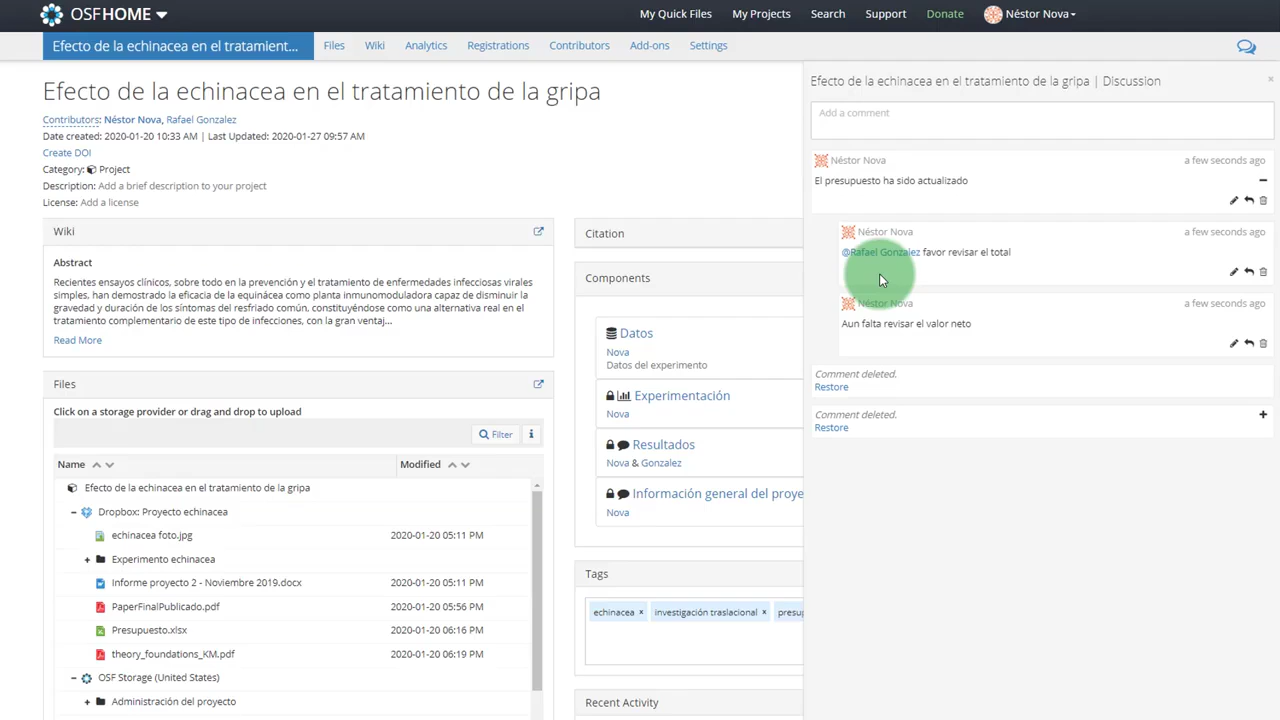 OSFHOME
My Quick Files
My Projects
Search
Support
Donate
Néstor Nova
Efecto de la echinacea en el tratamient...
Files
Wiki
Analytics
Registrations
Contributors
Add-ons
Settings
Efecto de la echinacea en el tratamiento de la gripa
Contributors: Néstor Nova, Rafael Gonzalez
Date created: 2020-01-20 10:33 AM | Last Updated: 2020-01-27 09:57 AM
Create DOI
Category: Project
Description: Add a brief description to your project
License: Add a license
Wiki
Abstract
Recientes ensayos clínicos, sobre todo en la prevención y el tratamiento de enfermedades infecciosas virales
simples, han demostrado la eficacia de la equinácea como planta inmunomoduladora capaz de disminuir la
gravedad y duración de los síntomas del resfriado común, constituyéndose como una alternativa real en el
tratamiento complementario de este tipo de infecciones, con la gran ventaj...
Read More
Files
Click on a storage provider or drag and drop to upload
Filter
Name
Modified
Efecto de la echinacea en el tratamiento de la gripa
Dropbox: Proyecto echinacea
echinacea foto.jpg 2020-01-20 05:11 PM
Experimento echinacea
Informe proyecto 2 - Noviembre 2019.docx 2020-01-20 05:11 PM
PaperFinalPublicado.pdf 2020-01-20 05:56 PM
Presupuesto.xlsx 2020-01-20 06:16 PM
theory_foundations_KM.pdf 2020-01-20 06:19 PM
OSF Storage (United States)
Administración del proyecto
Citation
Components
Datos
Nova
Datos del experimento
Experimentación
Nova
Resultados
Nova & Gonzalez
Información general del proye
Nova
Tags
echinacea × investigación traslacional × presup
Recent Activity
Efecto de la echinacea en el tratamiento de la gripa | Discussion ×
Add a comment
Néstor Nova a few seconds ago
El presupuesto ha sido actualizado
Néstor Nova a few seconds ago
@Rafael Gonzalez favor revisar el total
Néstor Nova a few seconds ago
Aun falta revisar el valor neto
Comment deleted.
Restore
Comment deleted.
Restore